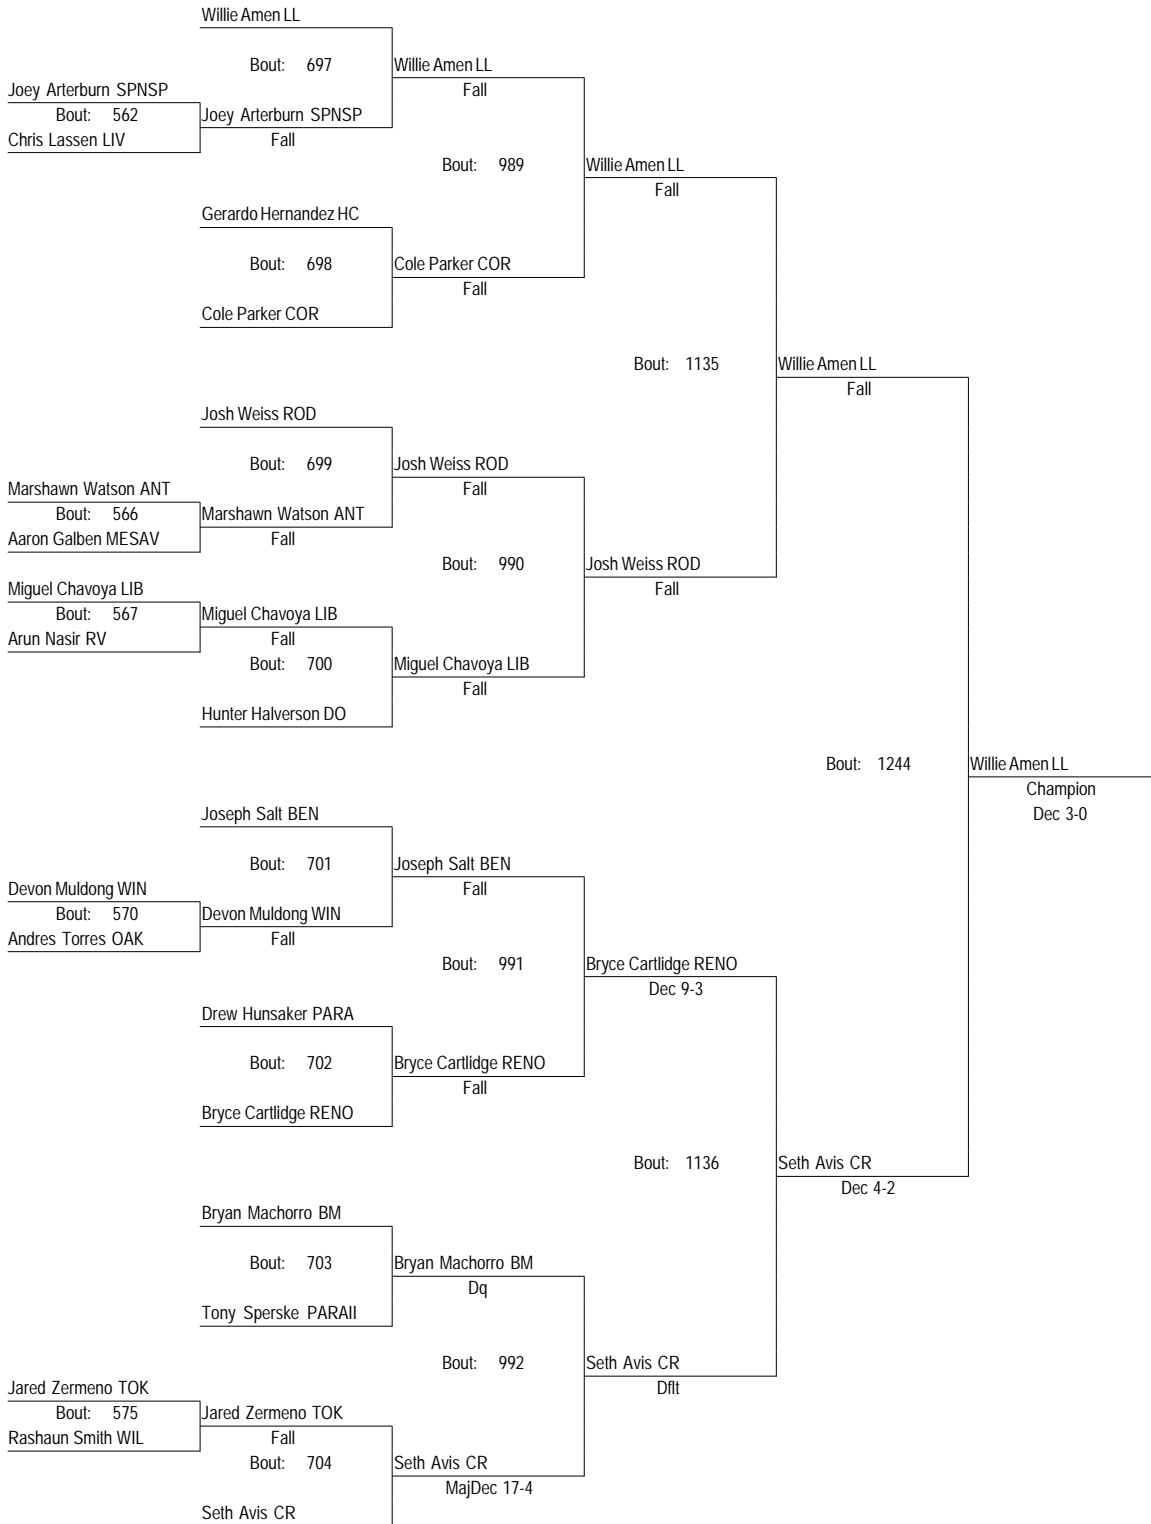 Willie Amen LL
Bout: 697
Willie Amen LL
Fall
Joey Arterburn SPNSP
Bout: 562
Joey Arterburn SPNSP
Chris Lassen LIV
Fall
Bout: 989
Willie Amen LL
Fall
Gerardo Hernandez HC
Bout: 698
Cole Parker COR
Fall
Cole Parker COR
Bout: 1135
Willie Amen LL
Fall
Josh Weiss ROD
Bout: 699
Josh Weiss ROD
Fall
Marshawn Watson ANT
Bout: 566
Marshawn Watson ANT
Aaron Galben MESAV
Fall
Bout: 990
Josh Weiss ROD
Fall
Miguel Chavoya LIB
Bout: 567
Miguel Chavoya LIB
Arun Nasir RV
Fall
Bout: 700
Miguel Chavoya LIB
Fall
Hunter Halverson DO
Bout: 1244
Willie Amen LL
Champion
Dec 3-0
Joseph Salt BEN
Bout: 701
Joseph Salt BEN
Fall
Devon Muldong WIN
Bout: 570
Devon Muldong WIN
Andres Torres OAK
Fall
Bout: 991
Bryce Cartlidge RENO
Dec 9-3
Drew Hunsaker PARA
Bout: 702
Bryce Cartlidge RENO
Fall
Bryce Cartlidge RENO
Bout: 1136
Seth Avis CR
Dec 4-2
Bryan Machorro BM
Bout: 703
Bryan Machorro BM
Dq
Tony Sperske PARAII
Bout: 992
Seth Avis CR
Dflt
Jared Zermeno TOK
Bout: 575
Jared Zermeno TOK
Rashaun Smith WIL
Fall
Bout: 704
Seth Avis CR
MajDec 17-4
Seth Avis CR